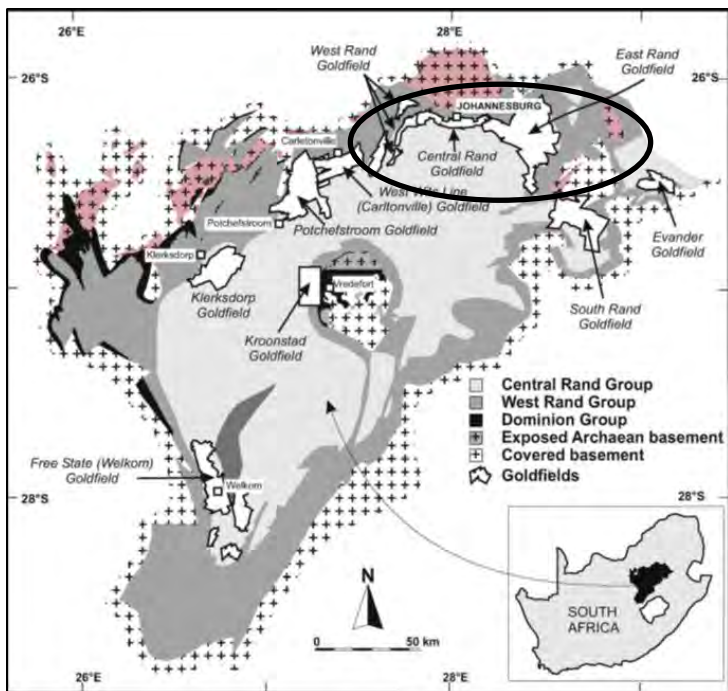 26°E
28°E
26°S
26°S
West Rand
Goldfield
East Rand
Goldfield
JOHANNESBURG
Carletonville
Central Rand
Goldfield
West Wits Line
(Carltonville) Goldfield
Potchefstroom
Potchefstroom Goldfield
Evander
Goldfield
Klerksdorp
Klerksdorp
Goldfield
Vredefort
Kroonstad
Goldfield
South Rand
Goldfield
Central Rand Group
West Rand Group
Dominion Group
Exposed Archaean basement
Covered basement
Goldfields
Free State (Welkom)
Goldfield
Welkom
28°S
28°S
N
0
50 km
SOUTH
AFRICA
26°E
28°E